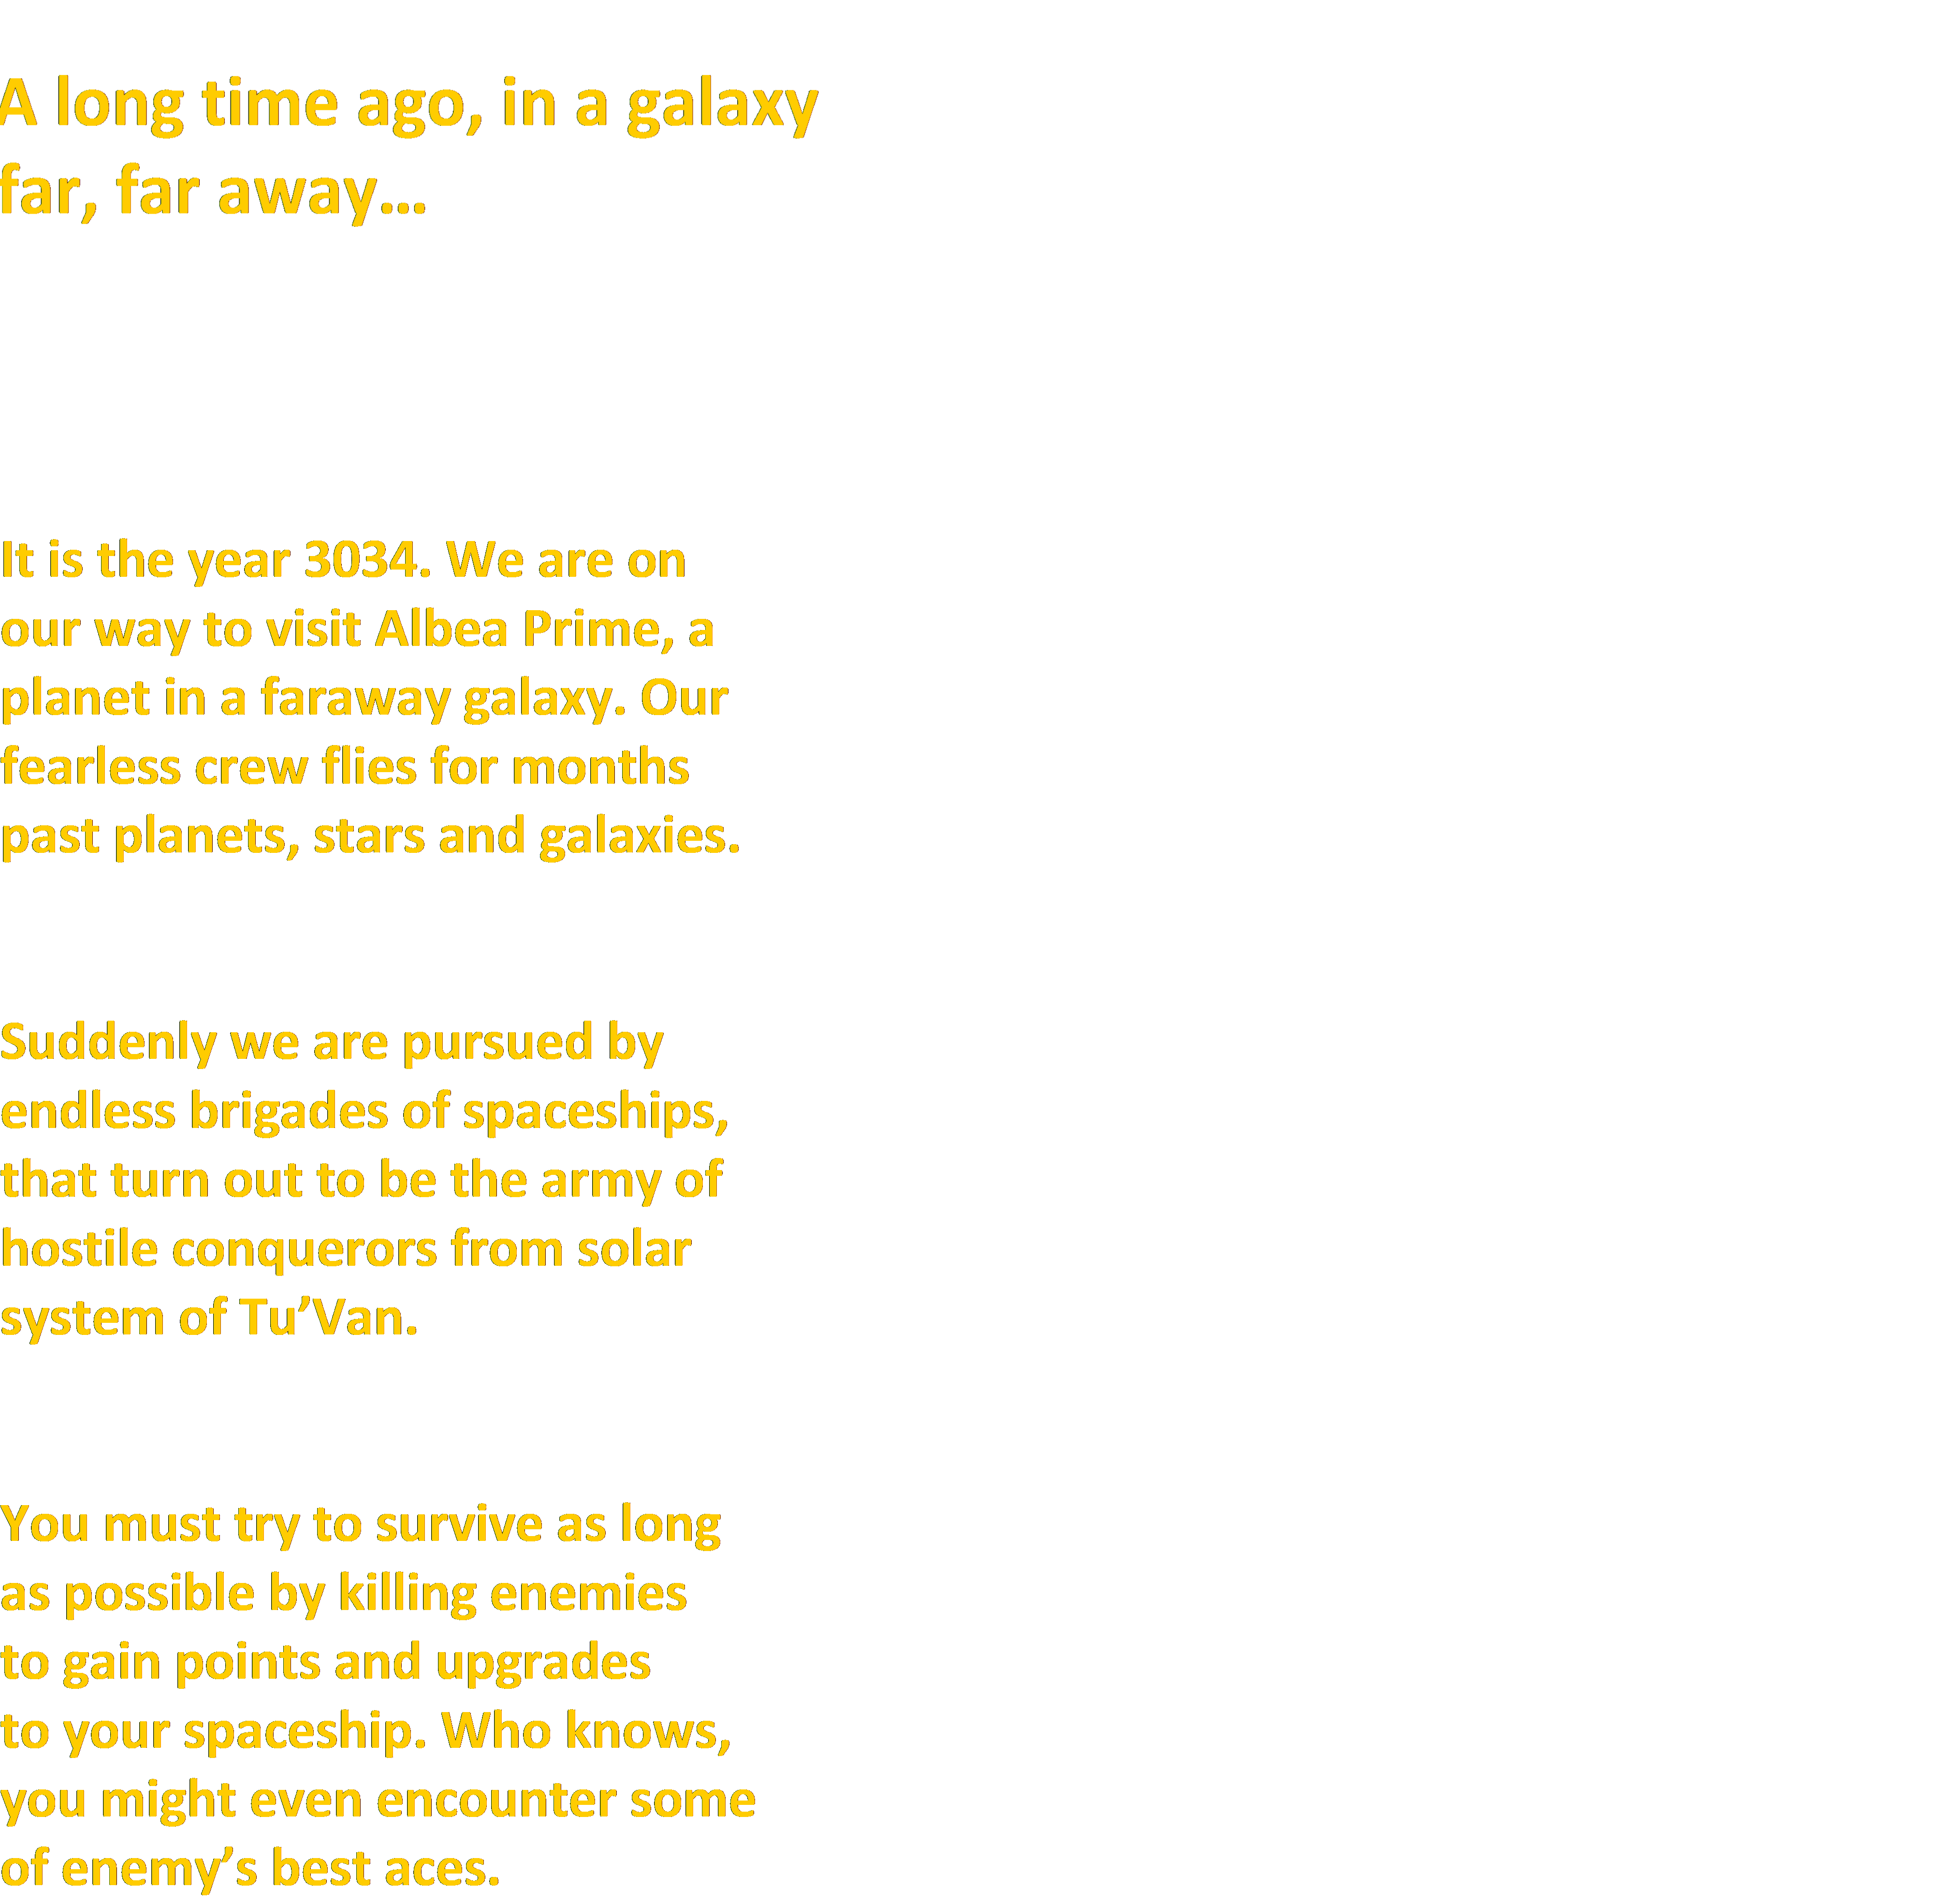 A long time ago, in a galaxy
far, far away...
It is the year 3034. We are on
our way to visit Albea Prime, a
planet in a faraway galaxy. Our
fearless crew flies for months
past planets, stars and galaxies.
Suddenly we are pursued by
endless brigades of spaceships,
that turn out to be the army of
hostile conquerors from solar
system of Tu’Van.
You must try to survive as long
as possible by killing enemies
to gain points and upgrades
to your spaceship. Who knows,
you might even encounter some
of enemy’s best aces.